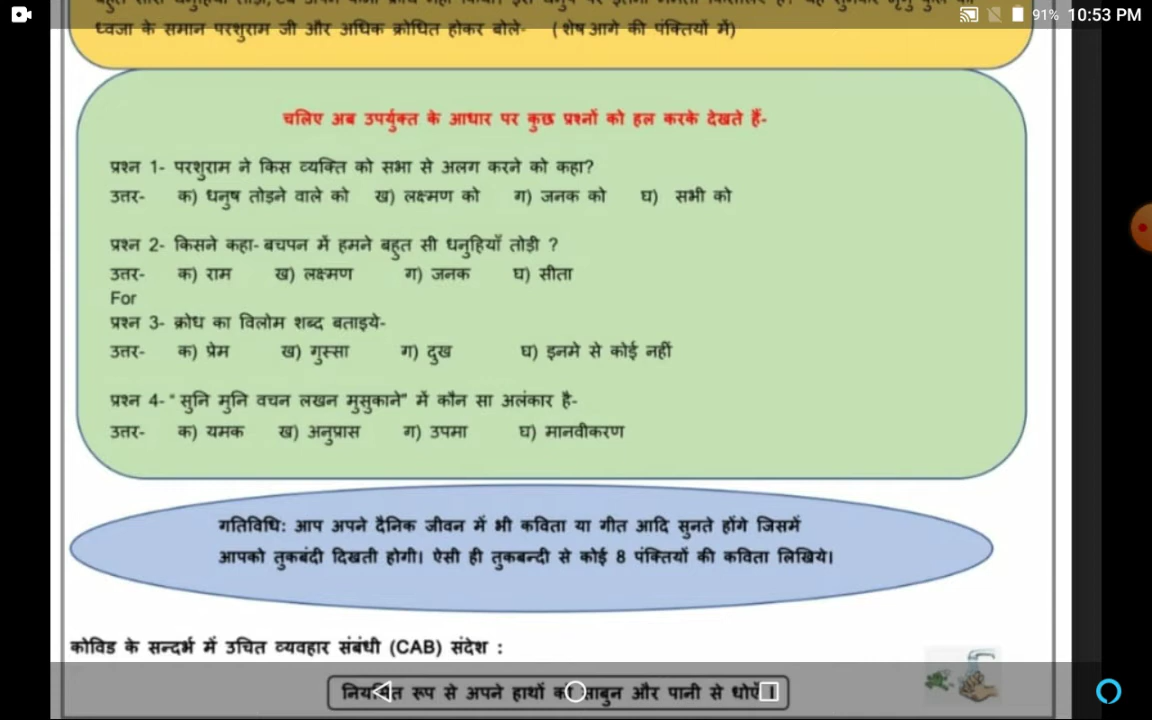 91% 10:53 PM
ध्वजा के समान परशुराम जी और अधिक क्रोधित होकर बोले- ( शेष आगे की पंक्तियों में)
चलिए अब उपर्युक्त के आधार पर कुछ प्रश्नों को हल करके देखते हैं-
प्रश्न 1- परशुराम ने किस व्यक्ति को सभा से अलग करने को कहा?
उत्तर- क) धनुष तोड़ने वाले को ख) लक्ष्मण को ग) जनक को घ) सभी को
प्रश्न 2- किसने कहा- बचपन में हमने बहुत सी धनुहियाँ तोड़ी ?
उत्तर- क) राम ख) लक्ष्मण ग) जनक घ) सीता
For
प्रश्न 3- क्रोध का विलोम शब्द बताइये-
उत्तर- क) प्रेम ख) गुस्सा ग) दुख घ) इनमे से कोई नहीं
प्रश्न 4- " सुनि मुनि वचन लखन मुसुकाने" में कौन सा अलंकार है-
उत्तर- क) यमक ख) अनुप्रास ग) उपमा घ) मानवीकरण
गतिविधि: आप अपने दैनिक जीवन में भी कविता या गीत आदि सुनते होंगे जिसमें
आपको तुकबंदी दिखती होगी। ऐसी ही तुकबन्दी से कोई 8 पंक्तियों की कविता लिखिये।
कोविड के सन्दर्भ में उचित व्यवहार संबंधी (CAB) संदेश :
नियमित रूप से अपने हाथों को साबुन और पानी से धोएँ ।